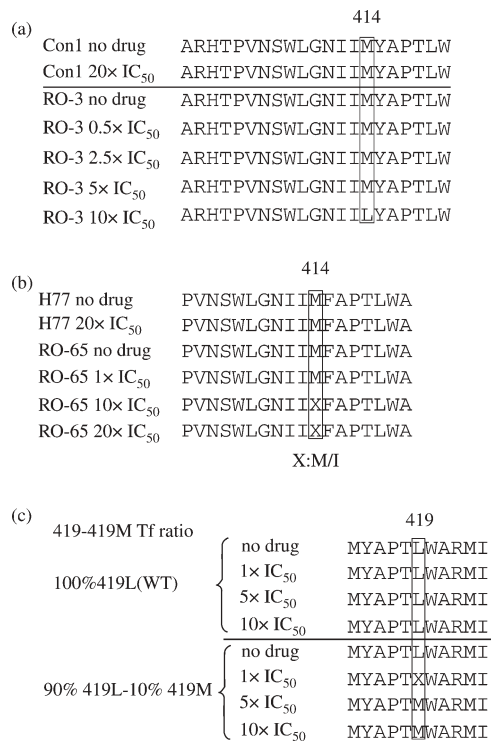 414
(a)
Con1 no drug ARHTPVNSWLGNIIMYAPTLW
Con1 20× IC50 ARHTPVNSWLGNIIMYAPTLW
RO-3 no drug ARHTPVNSWLGNIIMYAPTLW
RO-3 0.5× IC50 ARHTPVNSWLGNIIMYAPTLW
RO-3 2.5× IC50 ARHTPVNSWLGNIIMYAPTLW
RO-3 5× IC50 ARHTPVNSWLGNIIMYAPTLW
RO-3 10× IC50 ARHTPVNSWLGNIILYAPTLW
414
(b)
H77 no drug PVNSWLGNIIMFAPTLWA
H77 20× IC50 PVNSWLGNIIMFAPTLWA
RO-65 no drug PVNSWLGNIIMFAPTLWA
RO-65 1× IC50 PVNSWLGNIIMFAPTLWA
RO-65 10× IC50 PVNSWLGNIIXFAPTLWA
RO-65 20× IC50 PVNSWLGNIIXFAPTLWA
X:M/I
(c)
419
419-419M Tf ratio
100%419L(WT)
no drug MYAPTLWARMI
1× IC50 MYAPTLWARMI
5× IC50 MYAPTLWARMI
10× IC50 MYAPTLWARMI
90% 419L-10% 419M
no drug MYAPTLWARMI
1× IC50 MYAPTXWARMI
5× IC50 MYAPTMWARMI
10× IC50 MYAPTMWARMI